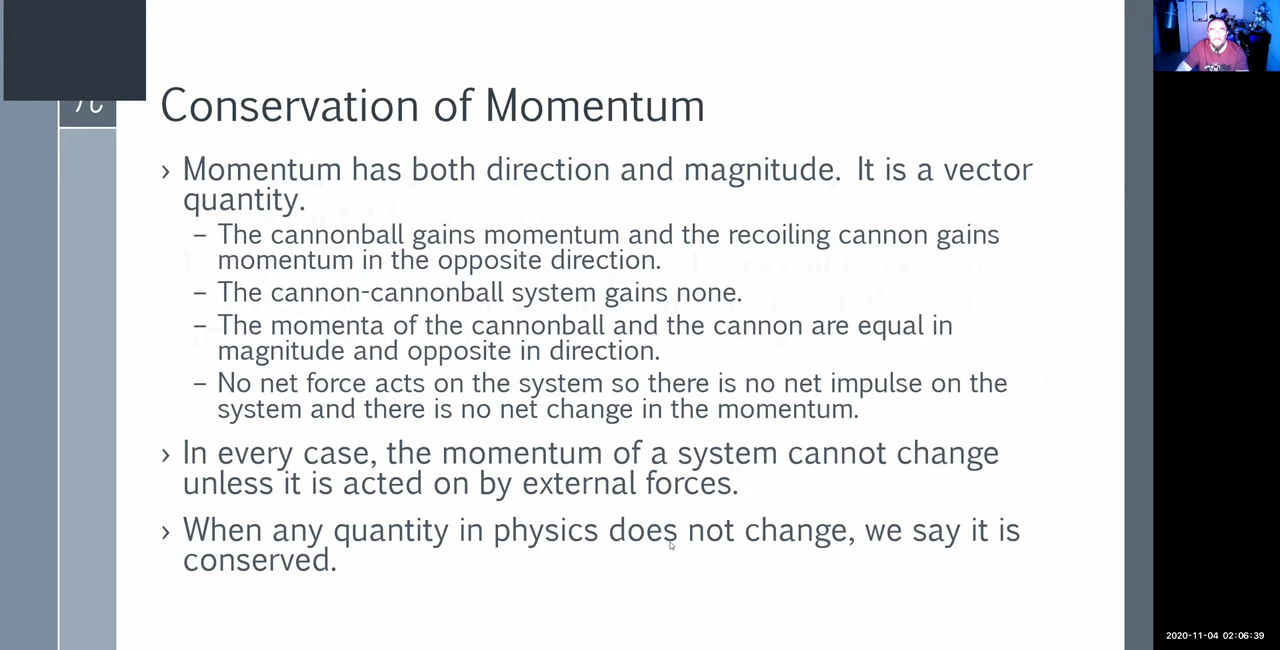 Conservation of Momentum
› Momentum has both direction and magnitude. It is a vector
quantity.
– The cannonball gains momentum and the recoiling cannon gains
momentum in the opposite direction.
– The cannon-cannonball system gains none.
– The momenta of the cannonball and the cannon are equal in
magnitude and opposite in direction.
– No net force acts on the system so there is no net impulse on the
system and there is no net change in the momentum.
› In every case, the momentum of a system cannot change
unless it is acted on by external forces.
› When any quantity in physics does not change, we say it is
conserved.
2020-11-04 02:06:39